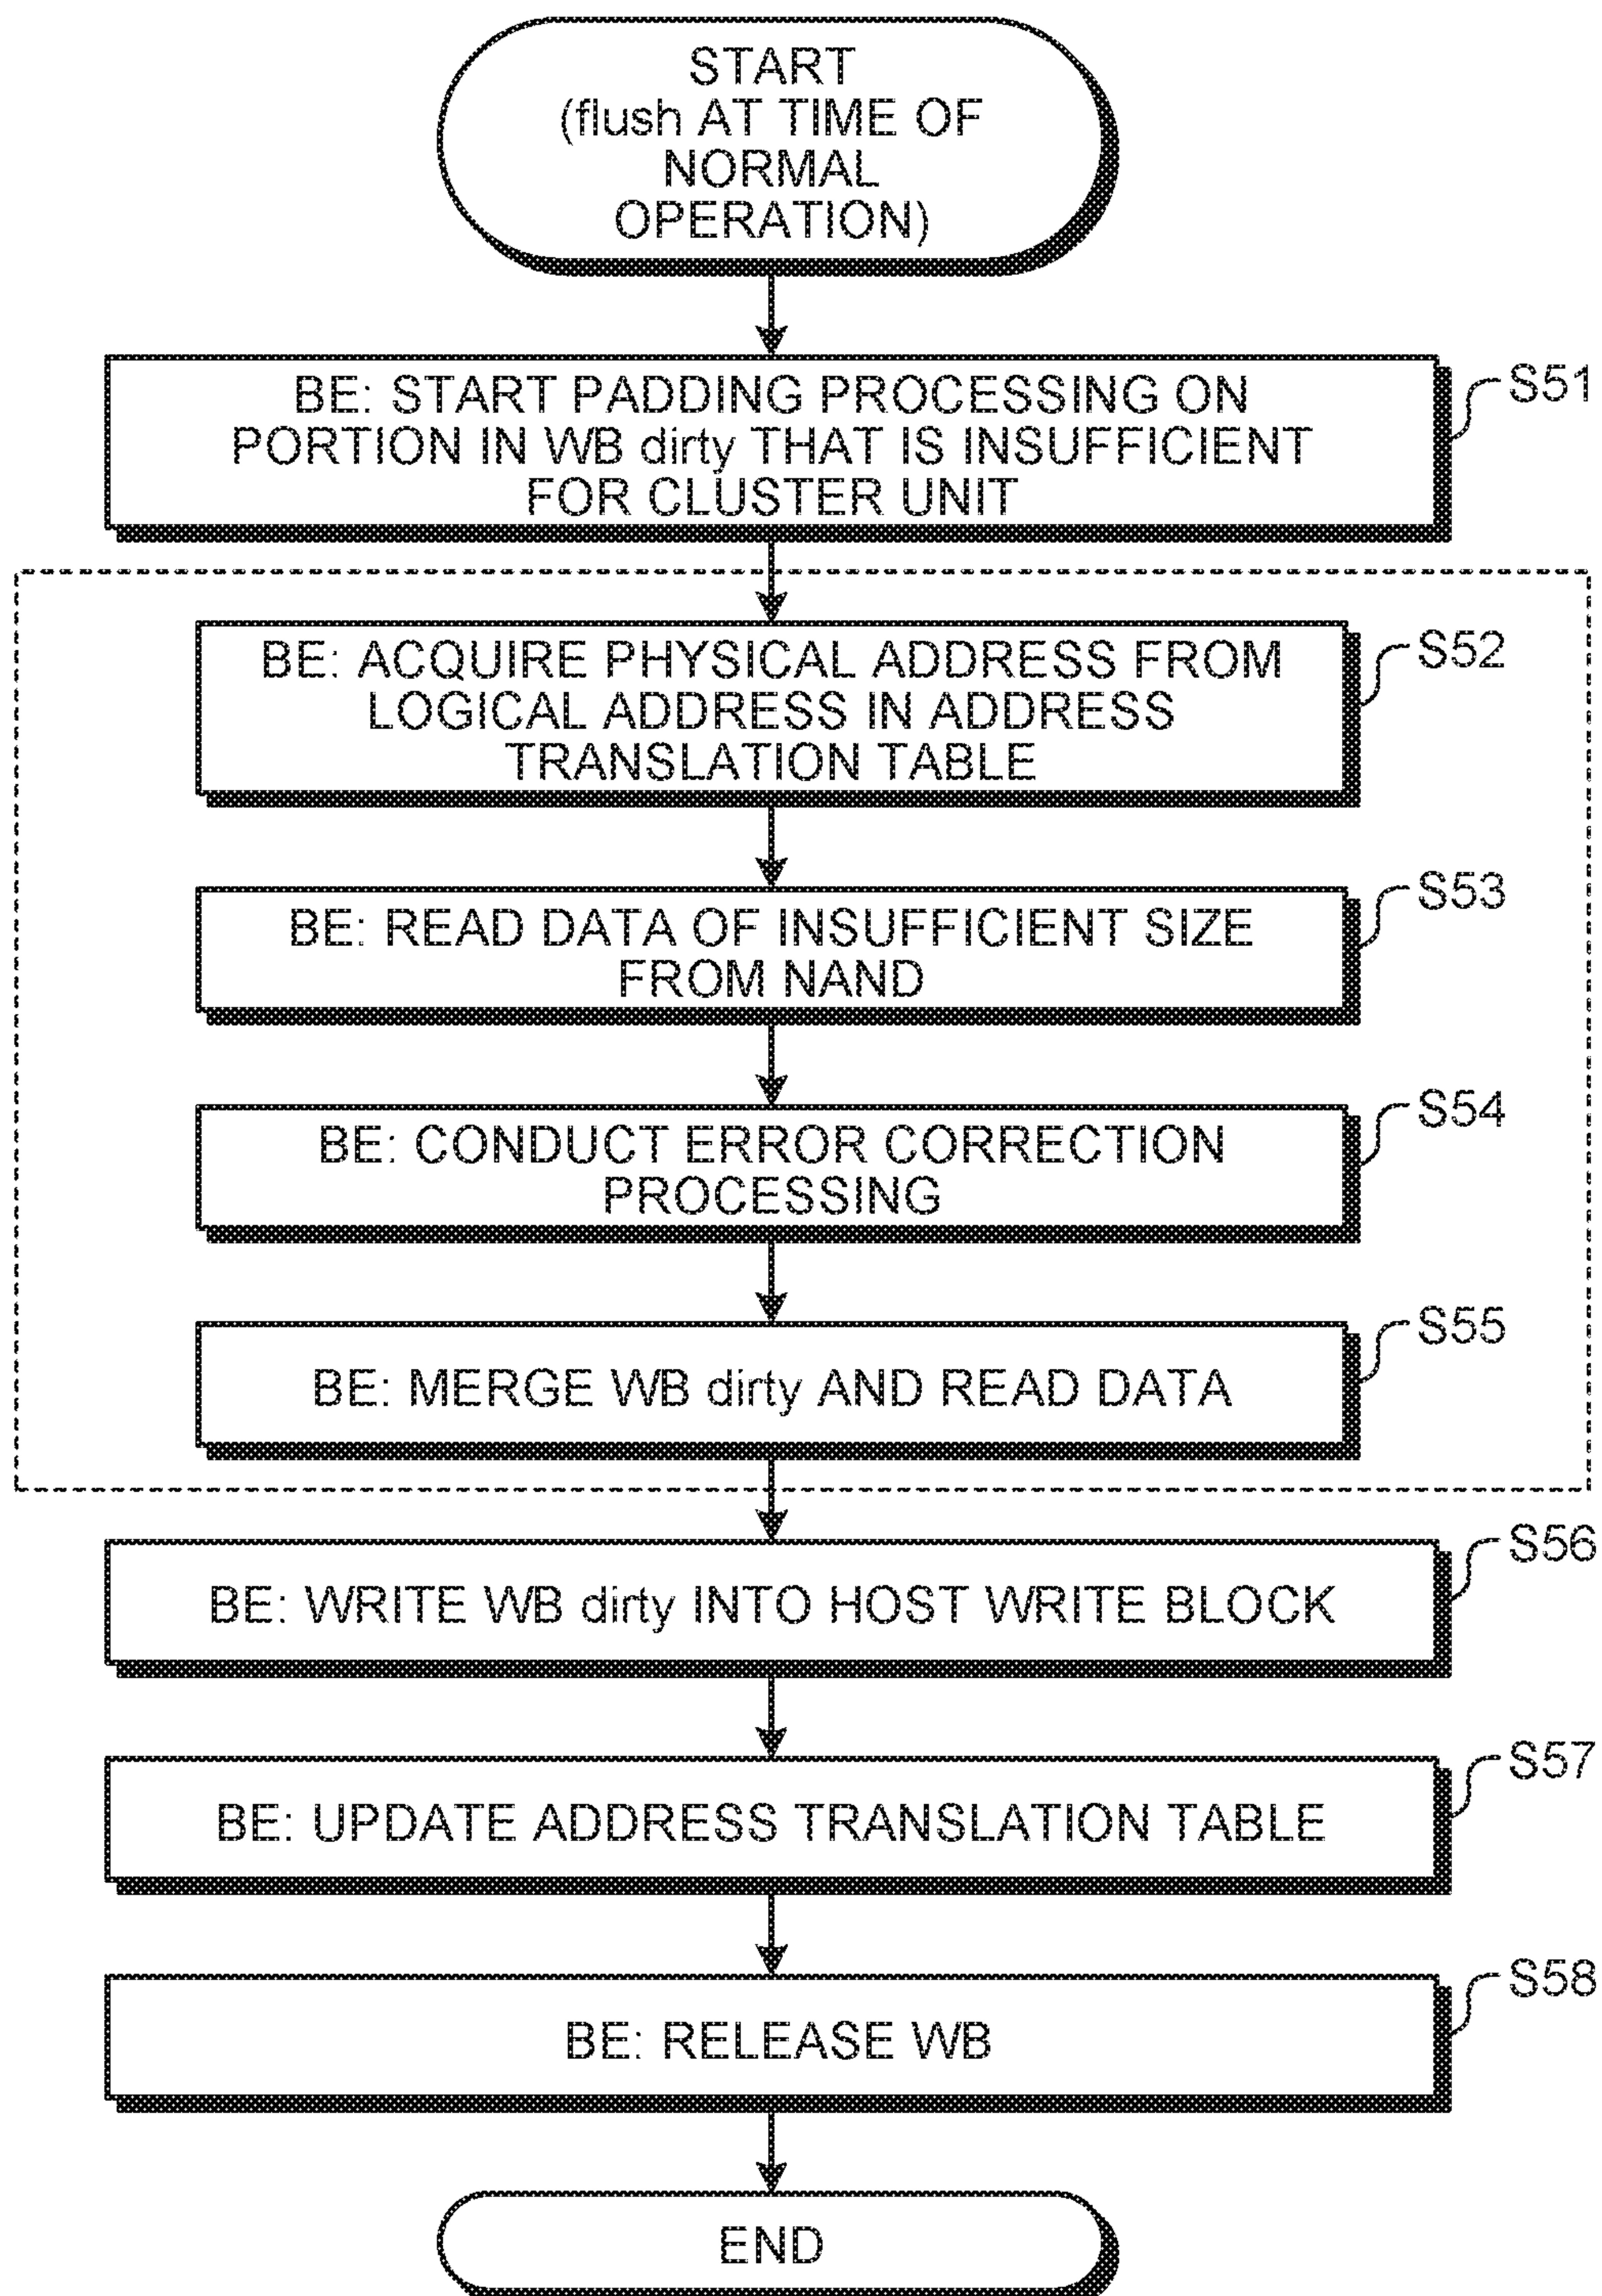 START
(flush AT TIME OF
NORMAL
OPERATION)
BE: START PADDING PROCESSING ON
PORTION IN WB dirty THAT IS INSUFFICIENT
FOR CLUSTER UNIT
S51
BE: ACQUIRE PHYSICAL ADDRESS FROM
LOGICAL ADDRESS IN ADDRESS
TRANSLATION TABLE
S52
BE: READ DATA OF INSUFFICIENT SIZE
FROM NAND
S53
BE: CONDUCT ERROR CORRECTION
PROCESSING
S54
BE: MERGE WB dirty AND READ DATA
S55
BE: WRITE WB dirty INTO HOST WRITE BLOCK
S56
BE: UPDATE ADDRESS TRANSLATION TABLE
S57
BE: RELEASE WB
S58
END